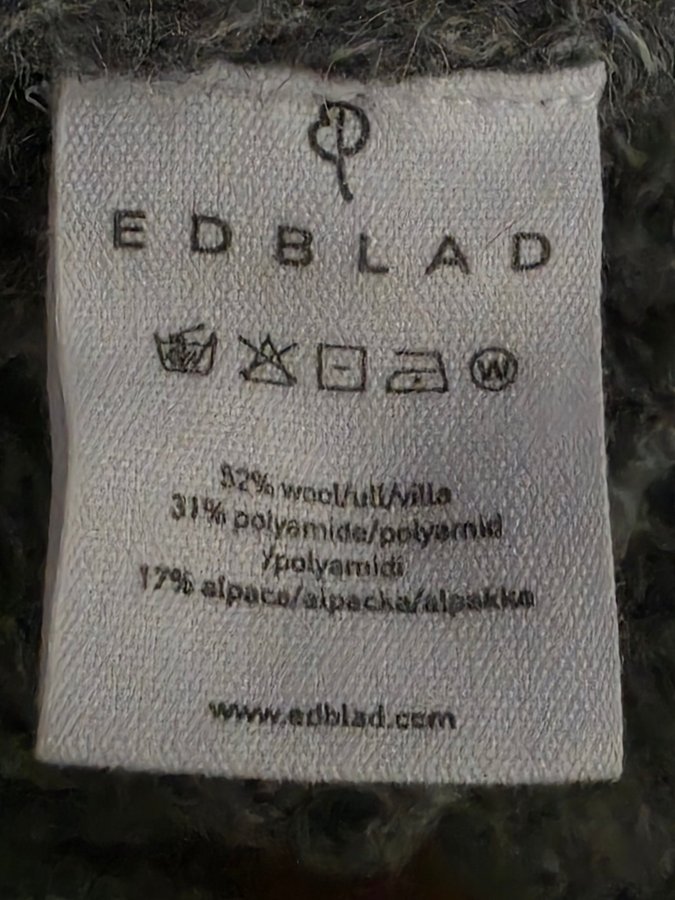 EDBLAD
W
52% wool/ull/villa
31% polyamide/polyamid
/polyamidi
17% alpaca/alpacka/alpakka
www.edblad.com